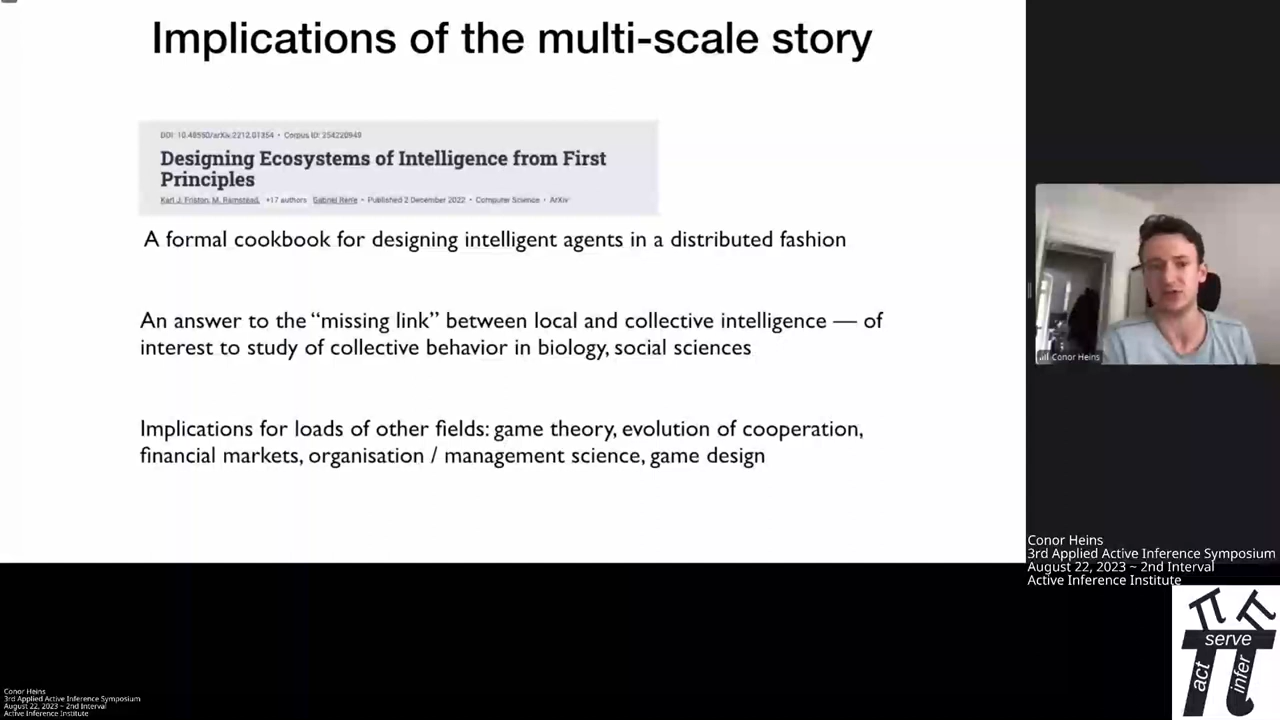 Implications of the multi-scale story
DOI: 10.48550/arXiv.2212.01354 • Corpus ID: 254220949
Designing Ecosystems of Intelligence from First
Principles
Karl J. Friston, M. Ramstead, +17 authors Gabriel Ren'e • Published 2 December 2022 • Computer Science • ArXiv
A formal cookbook for designing intelligent agents in a distributed fashion
An answer to the “missing link” between local and collective intelligence — of
interest to study of collective behavior in biology, social sciences
Implications for loads of other fields: game theory, evolution of cooperation,
financial markets, organisation / management science, game design
Conor Heins
Conor Heins
3rd Applied Active Inference Symposium
August 22, 2023 ~ 2nd Interval
Active Inference Institute
π π
serve
act
infer
Conor Heins
3rd Applied Active Inference Symposium
August 22, 2023 ~ 2nd Interval
Active Inference Institute